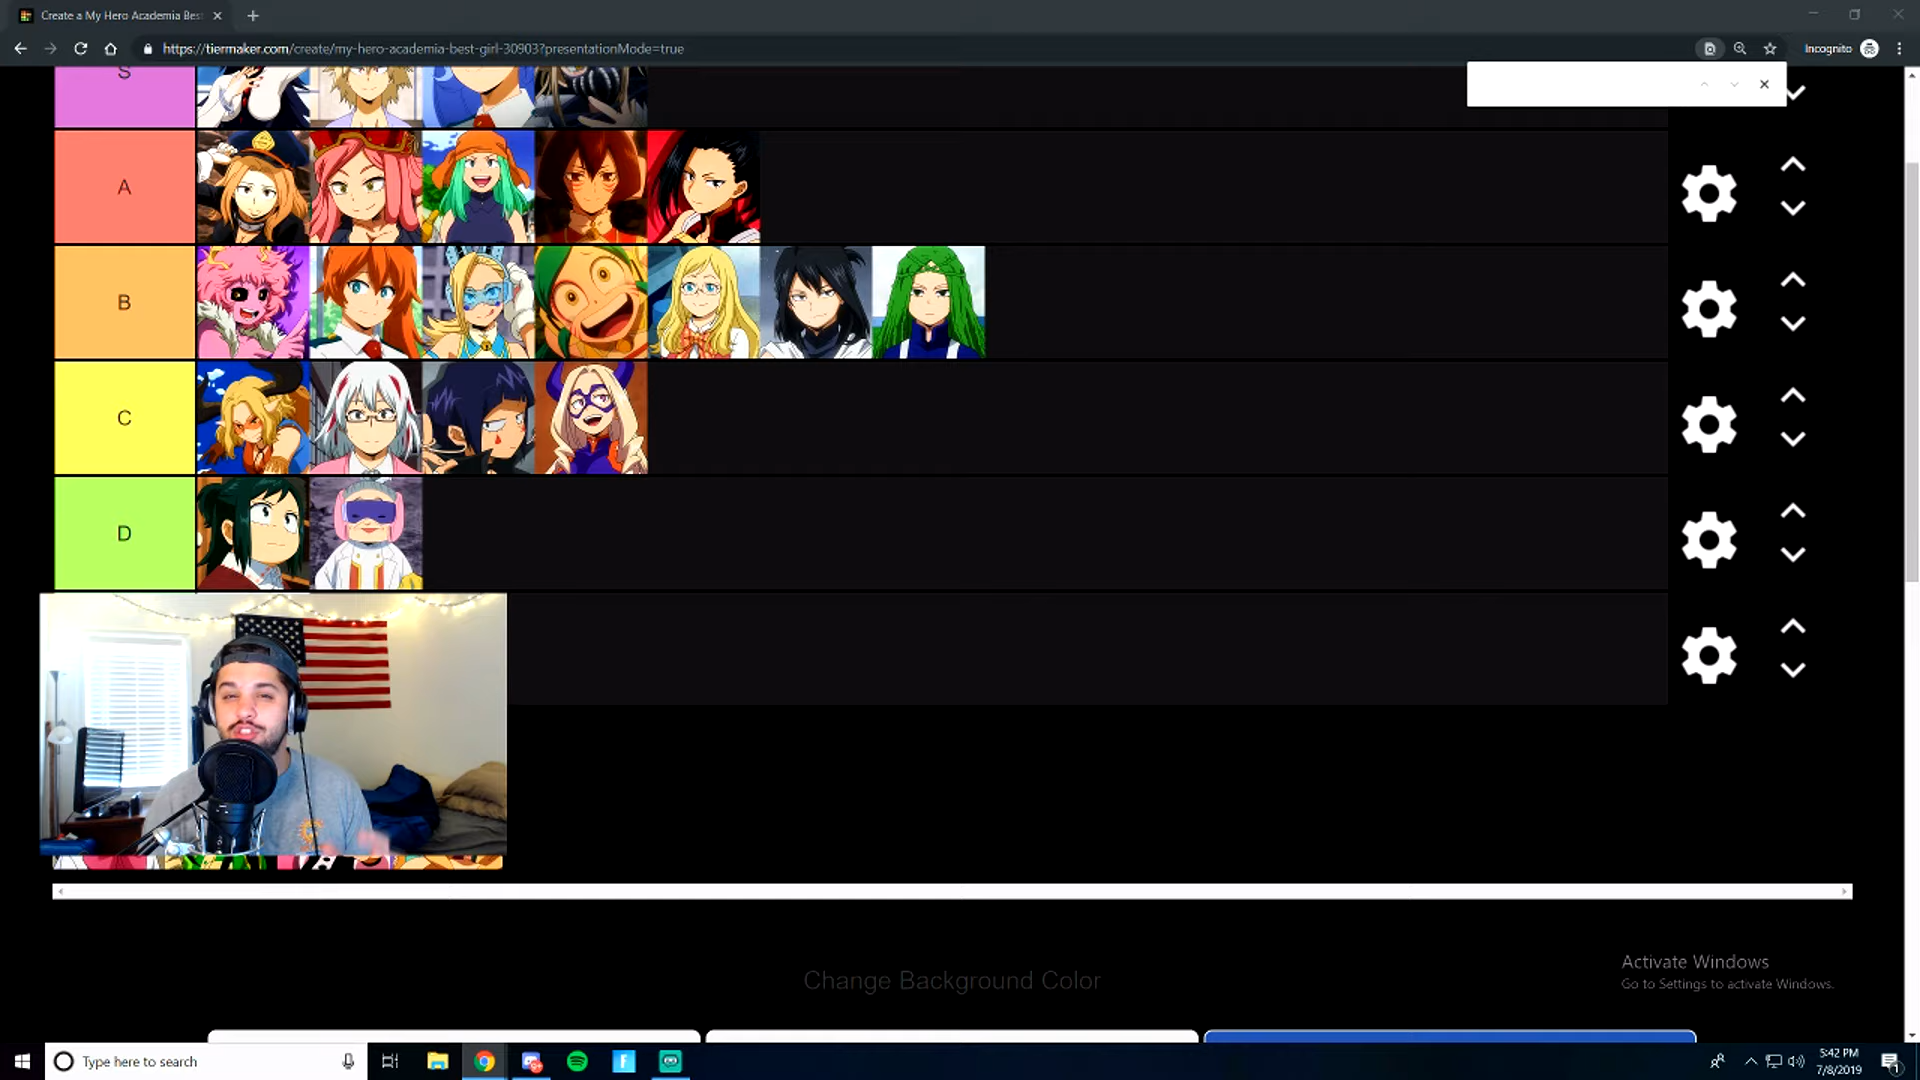 Create a My Hero Academia Bes
https://tiermaker.com/create/my-hero-academia-best-girl-30903?presentationMode=true
Incognito
S
A
B
C
D
Change Background Color
Activate Windows
Go to Settings to activate Windows.
Type here to search
5:42 PM
7/8/2019